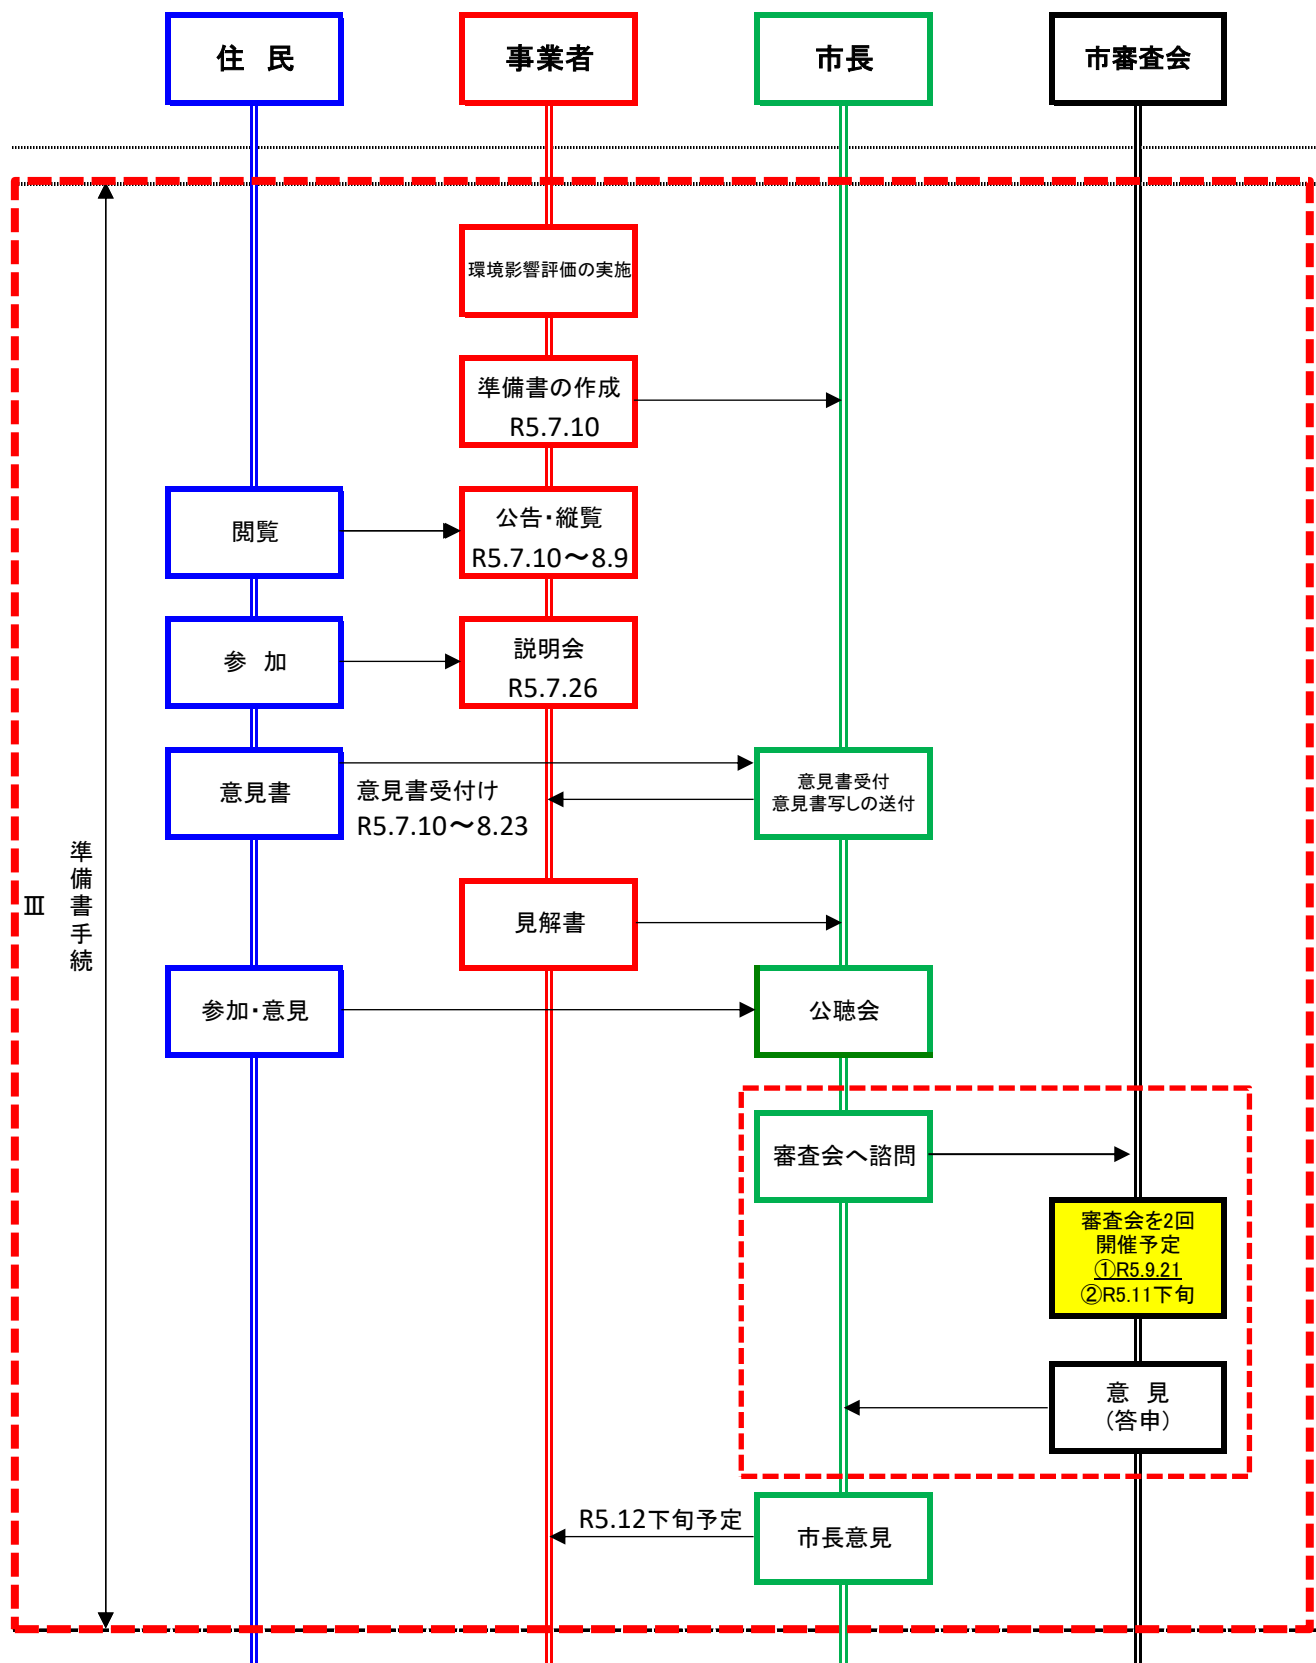 住 民
事業者
市長
市審査会
環境影響評価の実施
準備書の作成
R5.7.10
閲覧
公告・縦覧
R5.7.10～8.9
参 加
説明会
R5.7.26
意見書
意見書受付け
R5.7.10～8.23
意見書受付
意見書写しの送付
Ⅲ
準備書手続
見解書
参加・意見
公聴会
審査会へ諮問
審査会を2回
開催予定
①R5.9.21
②R5.11下旬
意 見
(答申)
R5.12下旬予定
市長意見